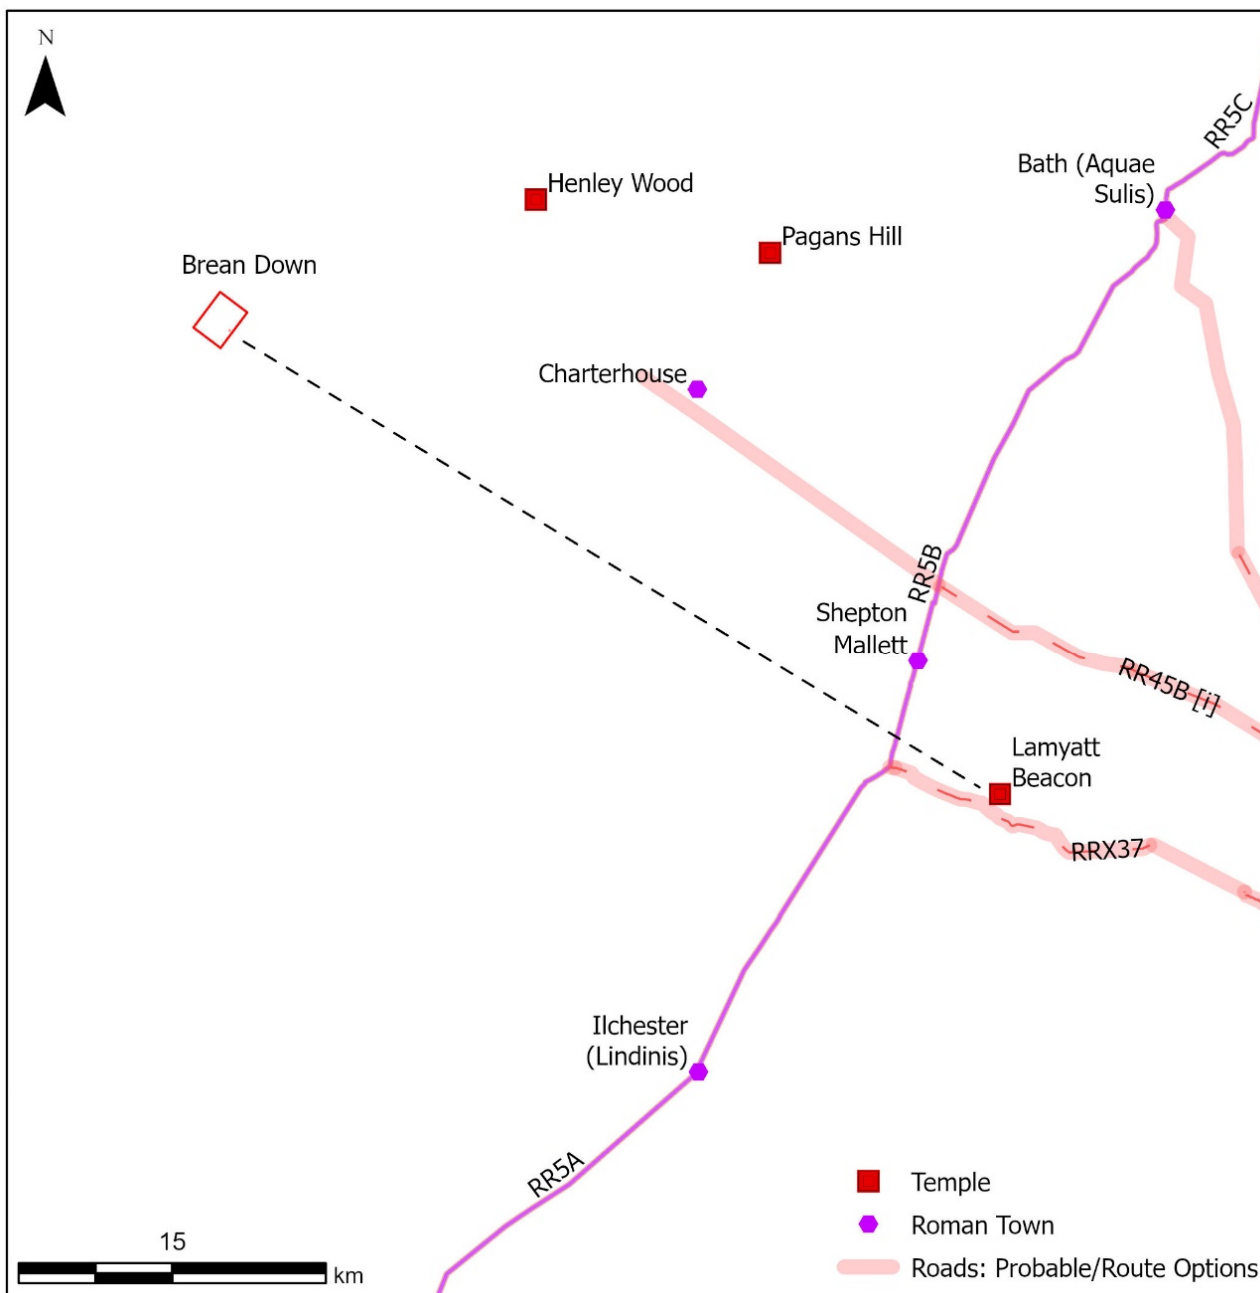 N
RR5C
Bath (Aquae
Sulis)
Henley Wood
Pagans Hill
Brean Down
Charterhouse
RR5B
Shepton
Mallett
RR45B [i]
Lamyatt
Beacon
RRX37
Ilchester
(Lindinis)
RR5A
Temple
Roman Town
Roads: Probable/Route Options
15
km